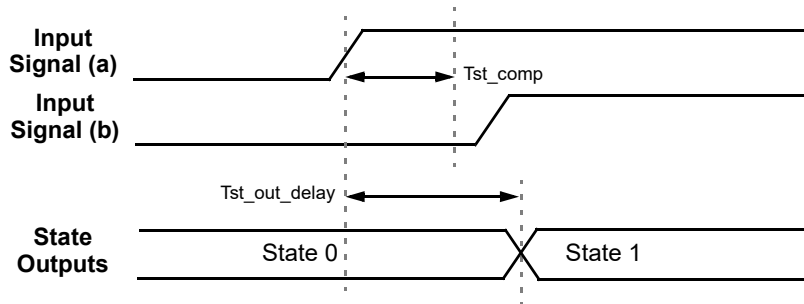 Input
Signal (a)
Tst_comp
Input
Signal (b)
Tst_out_delay
State
Outputs
State 0
State 1